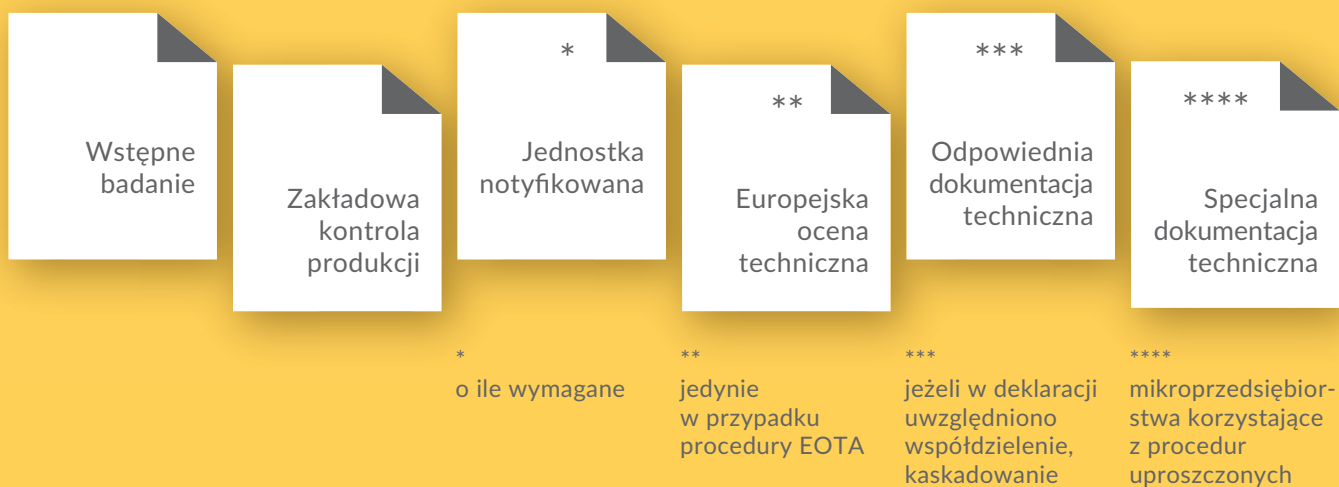 Wstępne
badanie
Zakładowa
kontrola
produkcji
*
Jednostka
notyfikowana
**
Europejska
ocena
techniczna
***
Odpowiednia
dokumentacja
techniczna
****
Specjalna
dokumentacja
techniczna
*
o ile wymagane
**
jedynie
w przypadku
procedury EOTA
***
jeżeli w deklaracji
uwzględniono
współdzielenie,
kaskadowanie
****
mikroprzedsiębior-
stwa korzystające
z procedur
uproszczonych